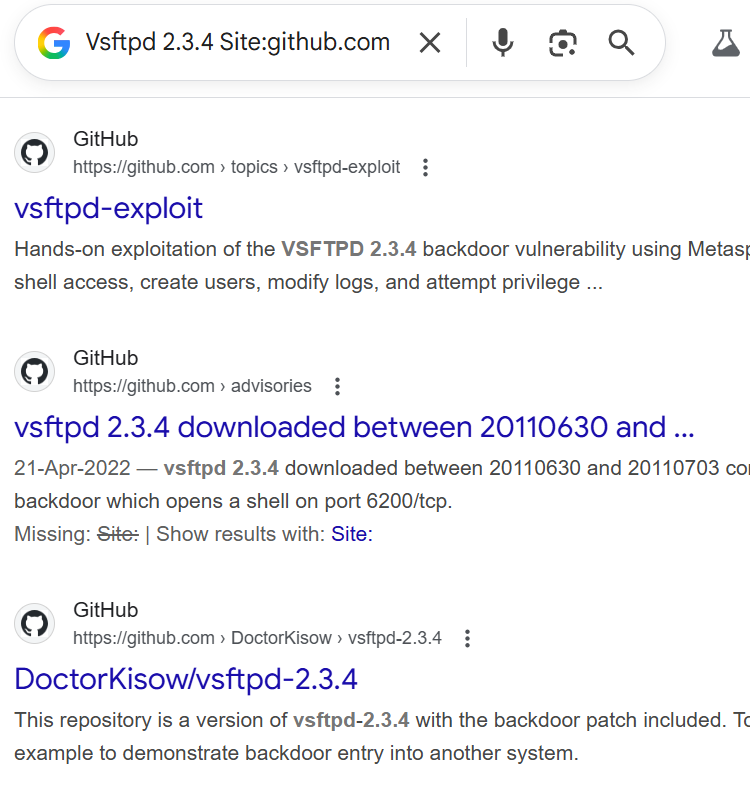 Vsftpd 2.3.4 Site:github.com
GitHub
https://github.com › topics › vsftpd-exploit
vsftpd-exploit
Hands-on exploitation of the VSFTPD 2.3.4 backdoor vulnerability using Metasp
shell access, create users, modify logs, and attempt privilege ...
GitHub
https://github.com › advisories
vsftpd 2.3.4 downloaded between 20110630 and ...
21-Apr-2022 — vsftpd 2.3.4 downloaded between 20110630 and 20110703 co
backdoor which opens a shell on port 6200/tcp.
Missing: Site: | Show results with: Site:
GitHub
https://github.com › DoctorKisow › vsftpd-2.3.4
DoctorKisow/vsftpd-2.3.4
This repository is a version of vsftpd-2.3.4 with the backdoor patch included. To
example to demonstrate backdoor entry into another system.